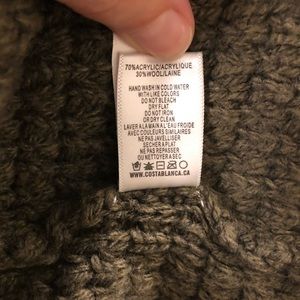 70%ACRYLIC/ACRYLIQUE
30%WOOL/LAINE
HAND WASH IN COLD WATER
WITH LIKE COLORS
DO NOT BLEACH
DRY FLAT
DO NOT IRON
OR DRY CLEAN
LAVER A LA MAIN A L'EAU FROIDE
AVEC COULEURS SIMILAIRES
NE PAS JAVELLISER
SECHER A PLAT
NE PAS REPASSER
OU NETTOYER A SEC
WWW.COSTABLANCA.CA